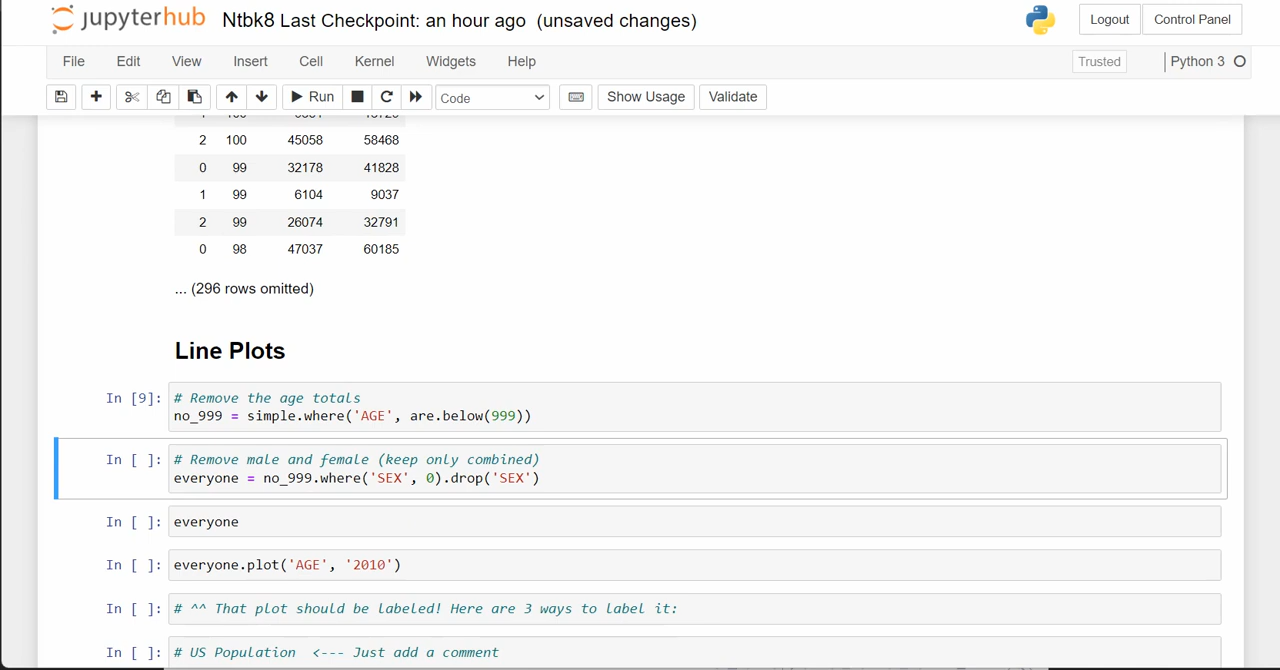 jupyterhub Ntbk8 Last Checkpoint: an hour ago (unsaved changes) Logout Control Panel
File Edit View Insert Cell Kernel Widgets Help Trusted Python 3
Run Code Show Usage Validate
2 100 45058 58468
0 99 32178 41828
1 99 6104 9037
2 99 26074 32791
0 98 47037 60185
... (296 rows omitted)
Line Plots
In [9]: # Remove the age totals
no_999 = simple.where('AGE', are.below(999))
In [ ]: # Remove male and female (keep only combined)
everyone = no_999.where('SEX', 0).drop('SEX')
In [ ]: everyone
In [ ]: everyone.plot('AGE', '2010')
In [ ]: # ^^ That plot should be labeled! Here are 3 ways to label it:
In [ ]: # US Population <--- Just add a comment